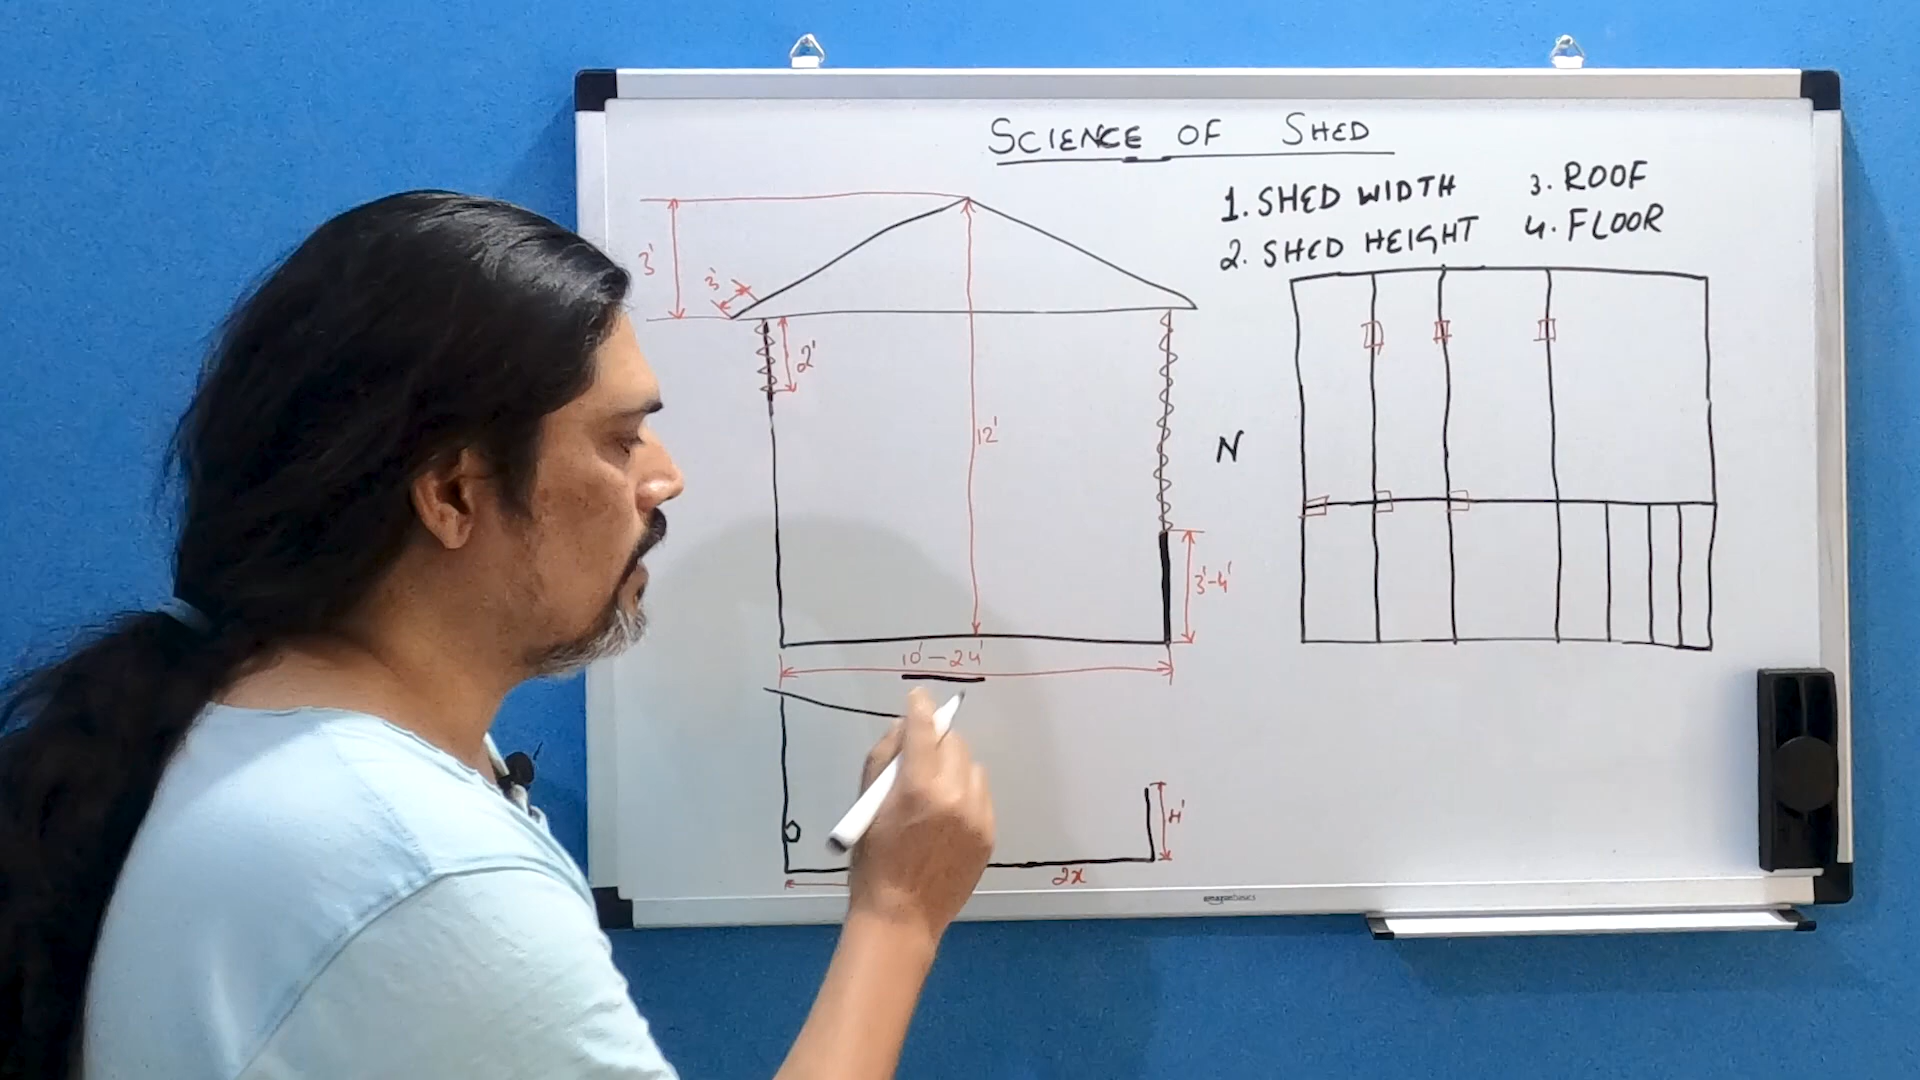 SCIENCE OF SHED
1. SHED WIDTH
2. SHED HEIGHT
3. ROOF
4. FLOOR
3'
3'
2'
12'
N
3'-4'
10'-24'
4'
2x
amazonbasics